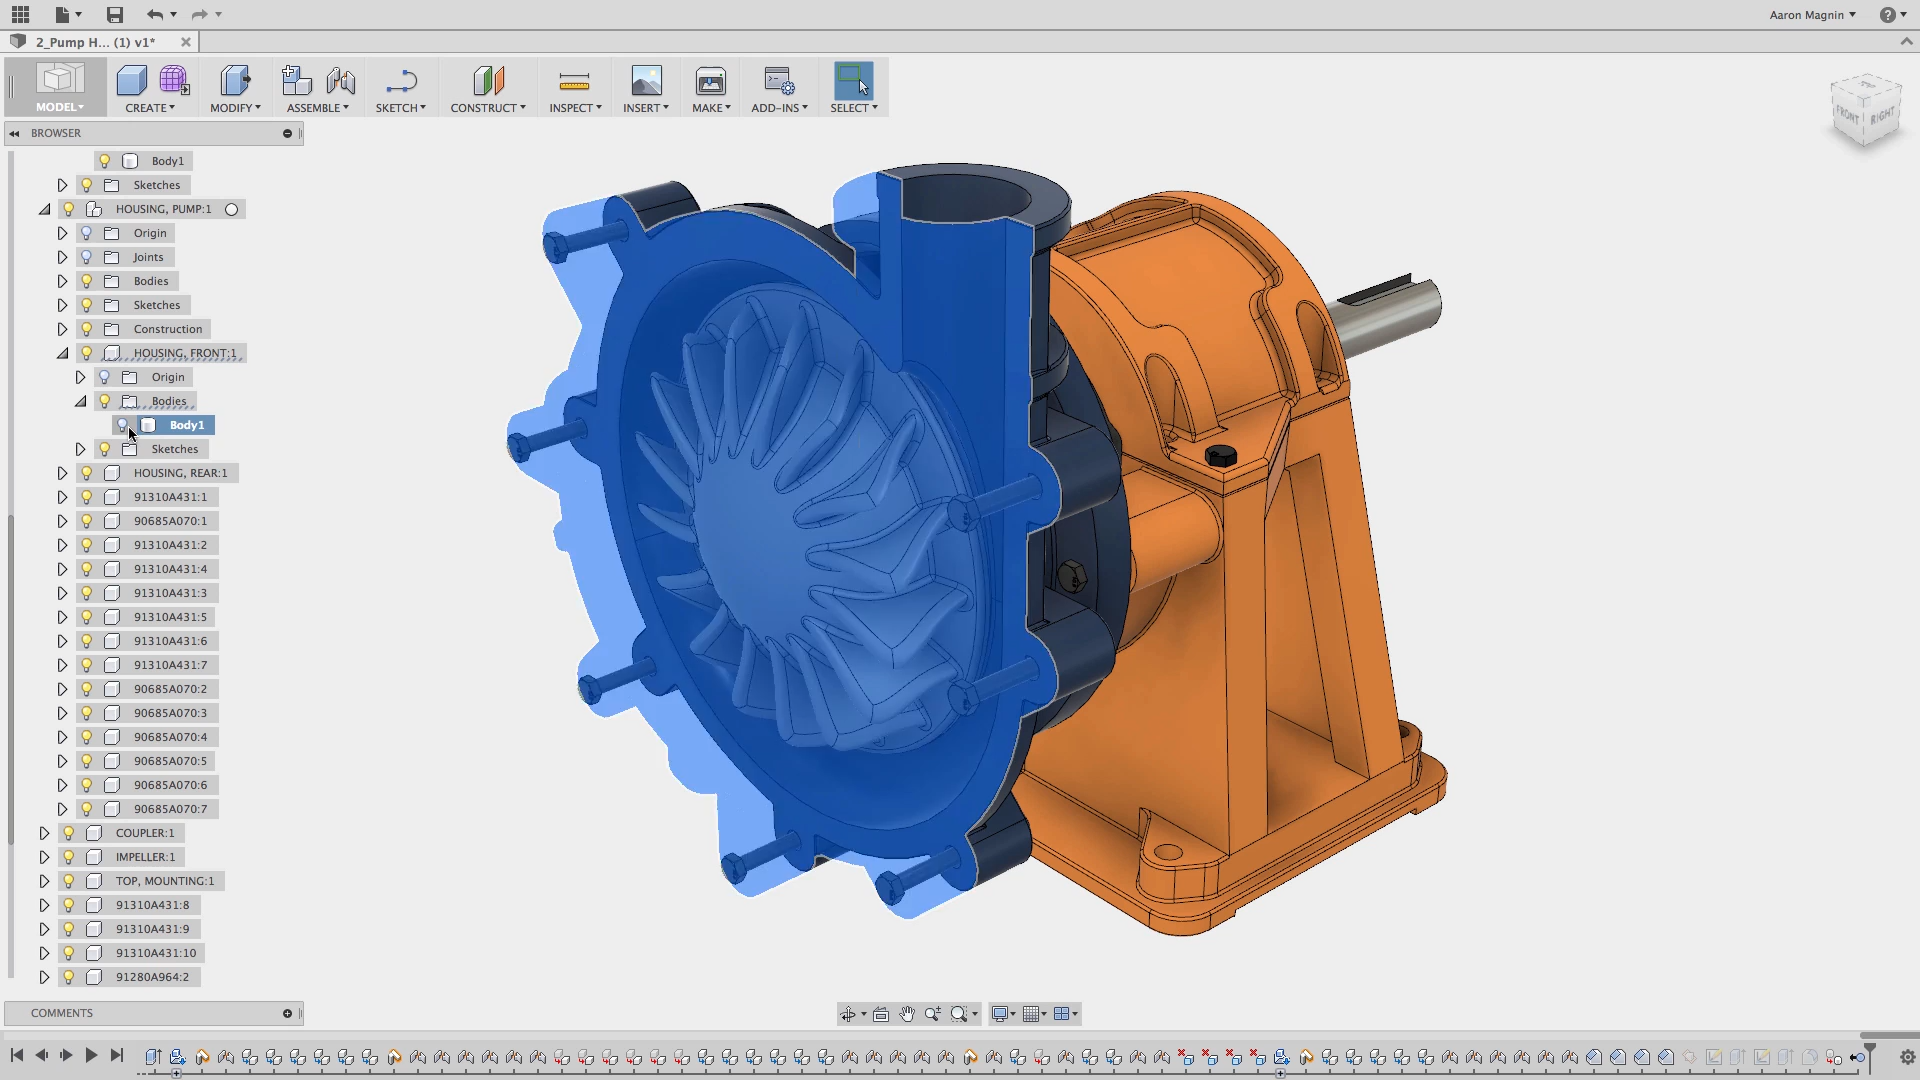 Aaron Magnin
2_Pump H... (1) v1*
MODEL
CREATE
MODIFY
ASSEMBLE
SKETCH
CONSTRUCT
INSPECT
INSERT
MAKE
ADD-INS
SELECT
FRONT
RIGHT
BROWSER
Body1
Sketches
HOUSING, PUMP:1
Origin
Joints
Bodies
Sketches
Construction
HOUSING, FRONT:1
Origin
Bodies
Body1
Sketches
HOUSING, REAR:1
91310A431:1
90685A070:1
91310A431:2
91310A431:4
91310A431:3
91310A431:5
91310A431:6
91310A431:7
90685A070:2
90685A070:3
90685A070:4
90685A070:5
90685A070:6
90685A070:7
COUPLER:1
IMPELLER:1
TOP, MOUNTING:1
91310A431:8
91310A431:9
91310A431:10
91280A964:2
COMMENTS